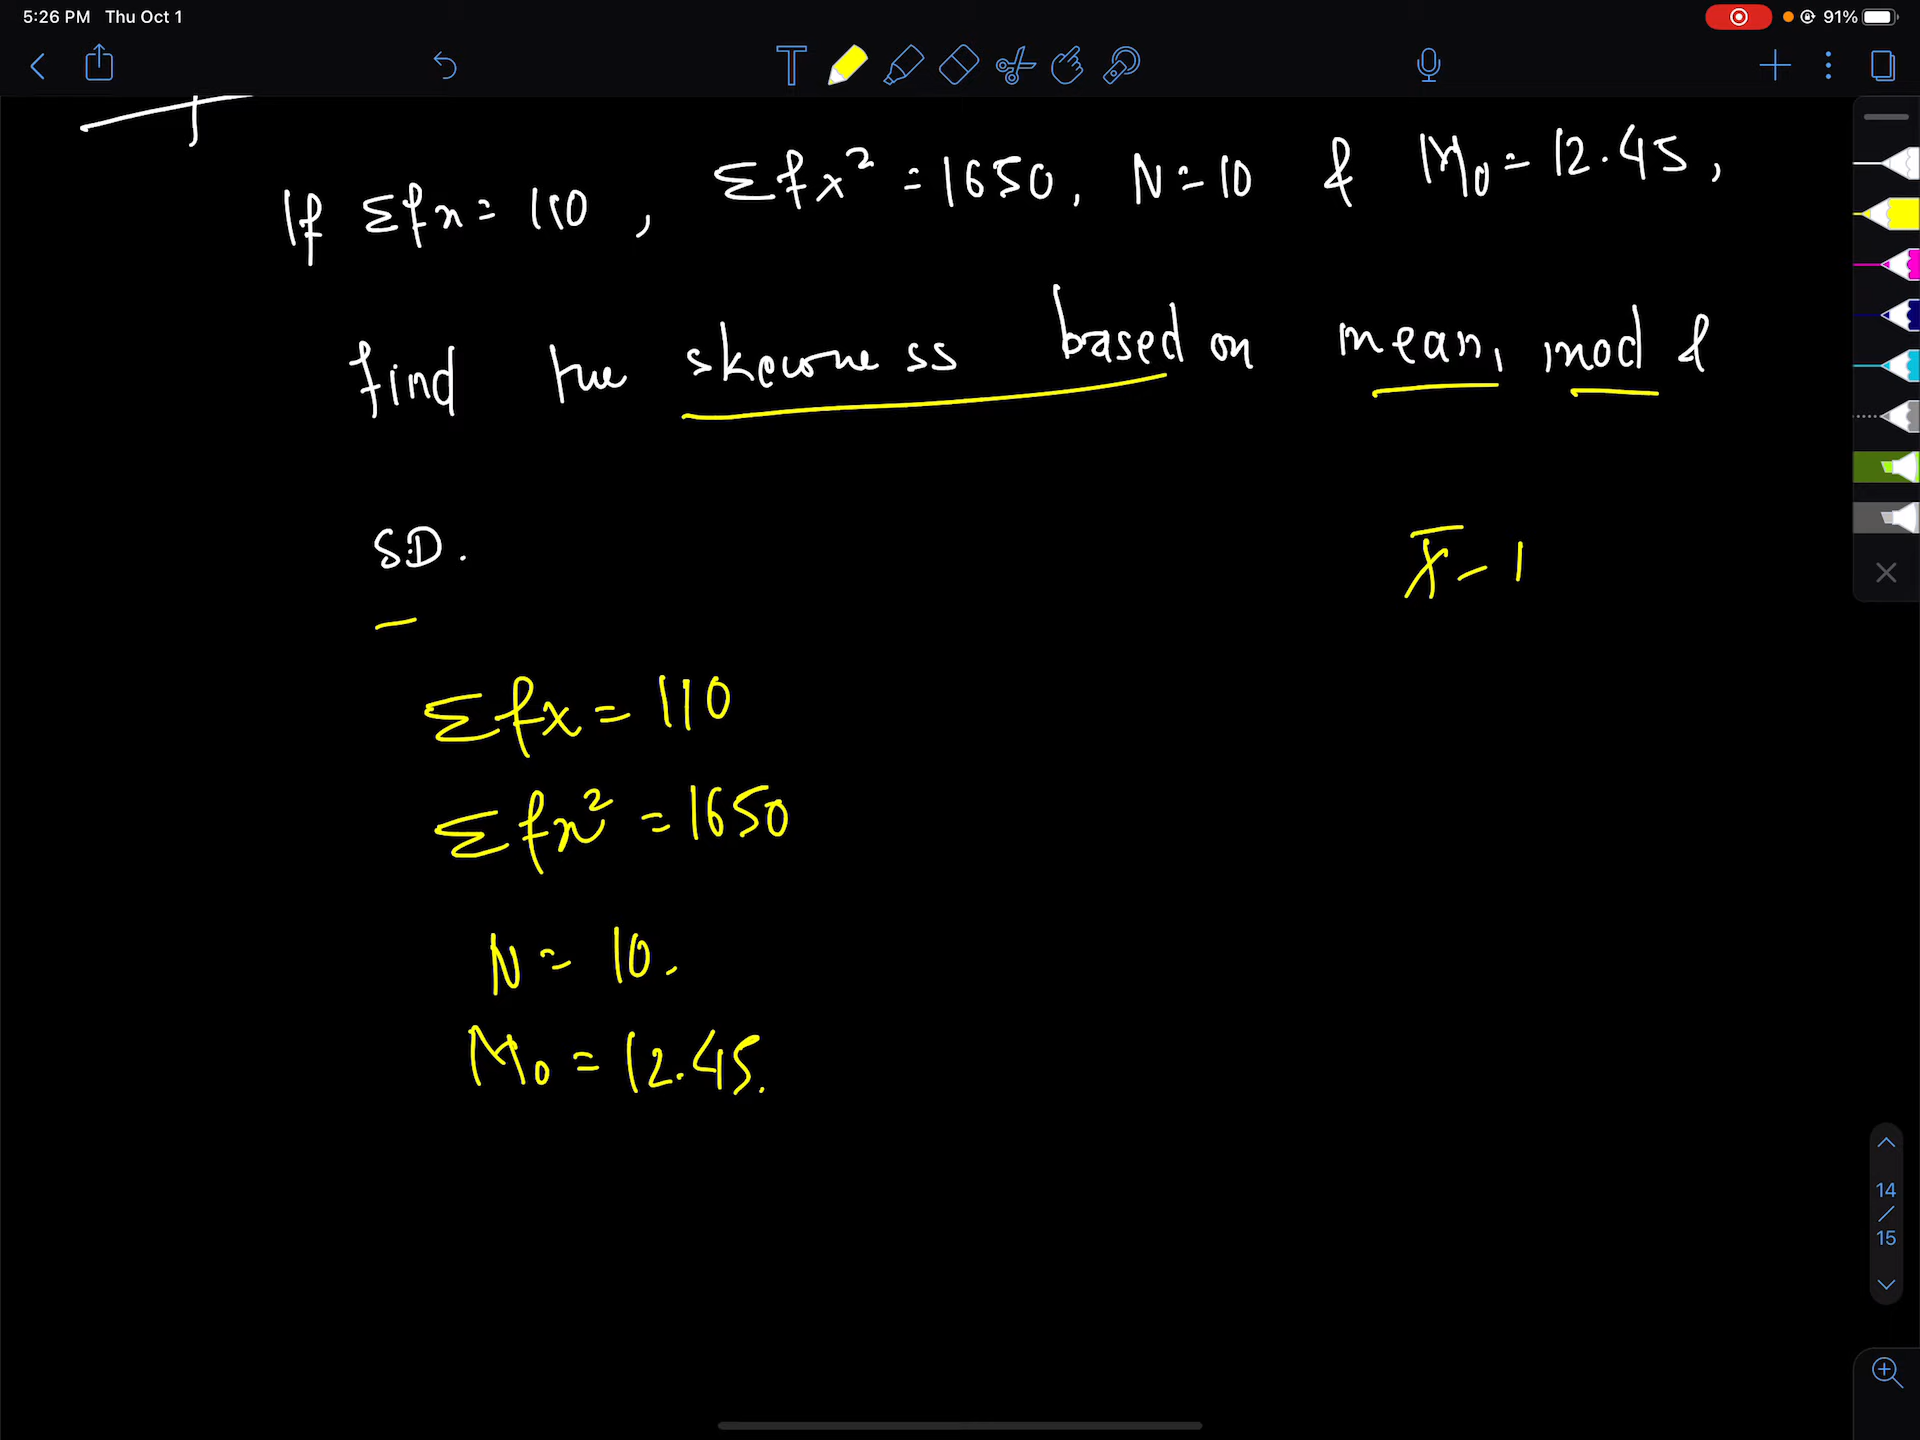 5:26 PM Thu Oct 1
91%
If Σfx = 110, Σfx² = 1650, N = 10 & M₀ = 12.45,
find the skewness based on mean, mod &
SD.
x̄ = 1
Σfx = 110
Σfx² = 1650
N = 10.
M₀ = 12.45.
14
/
15